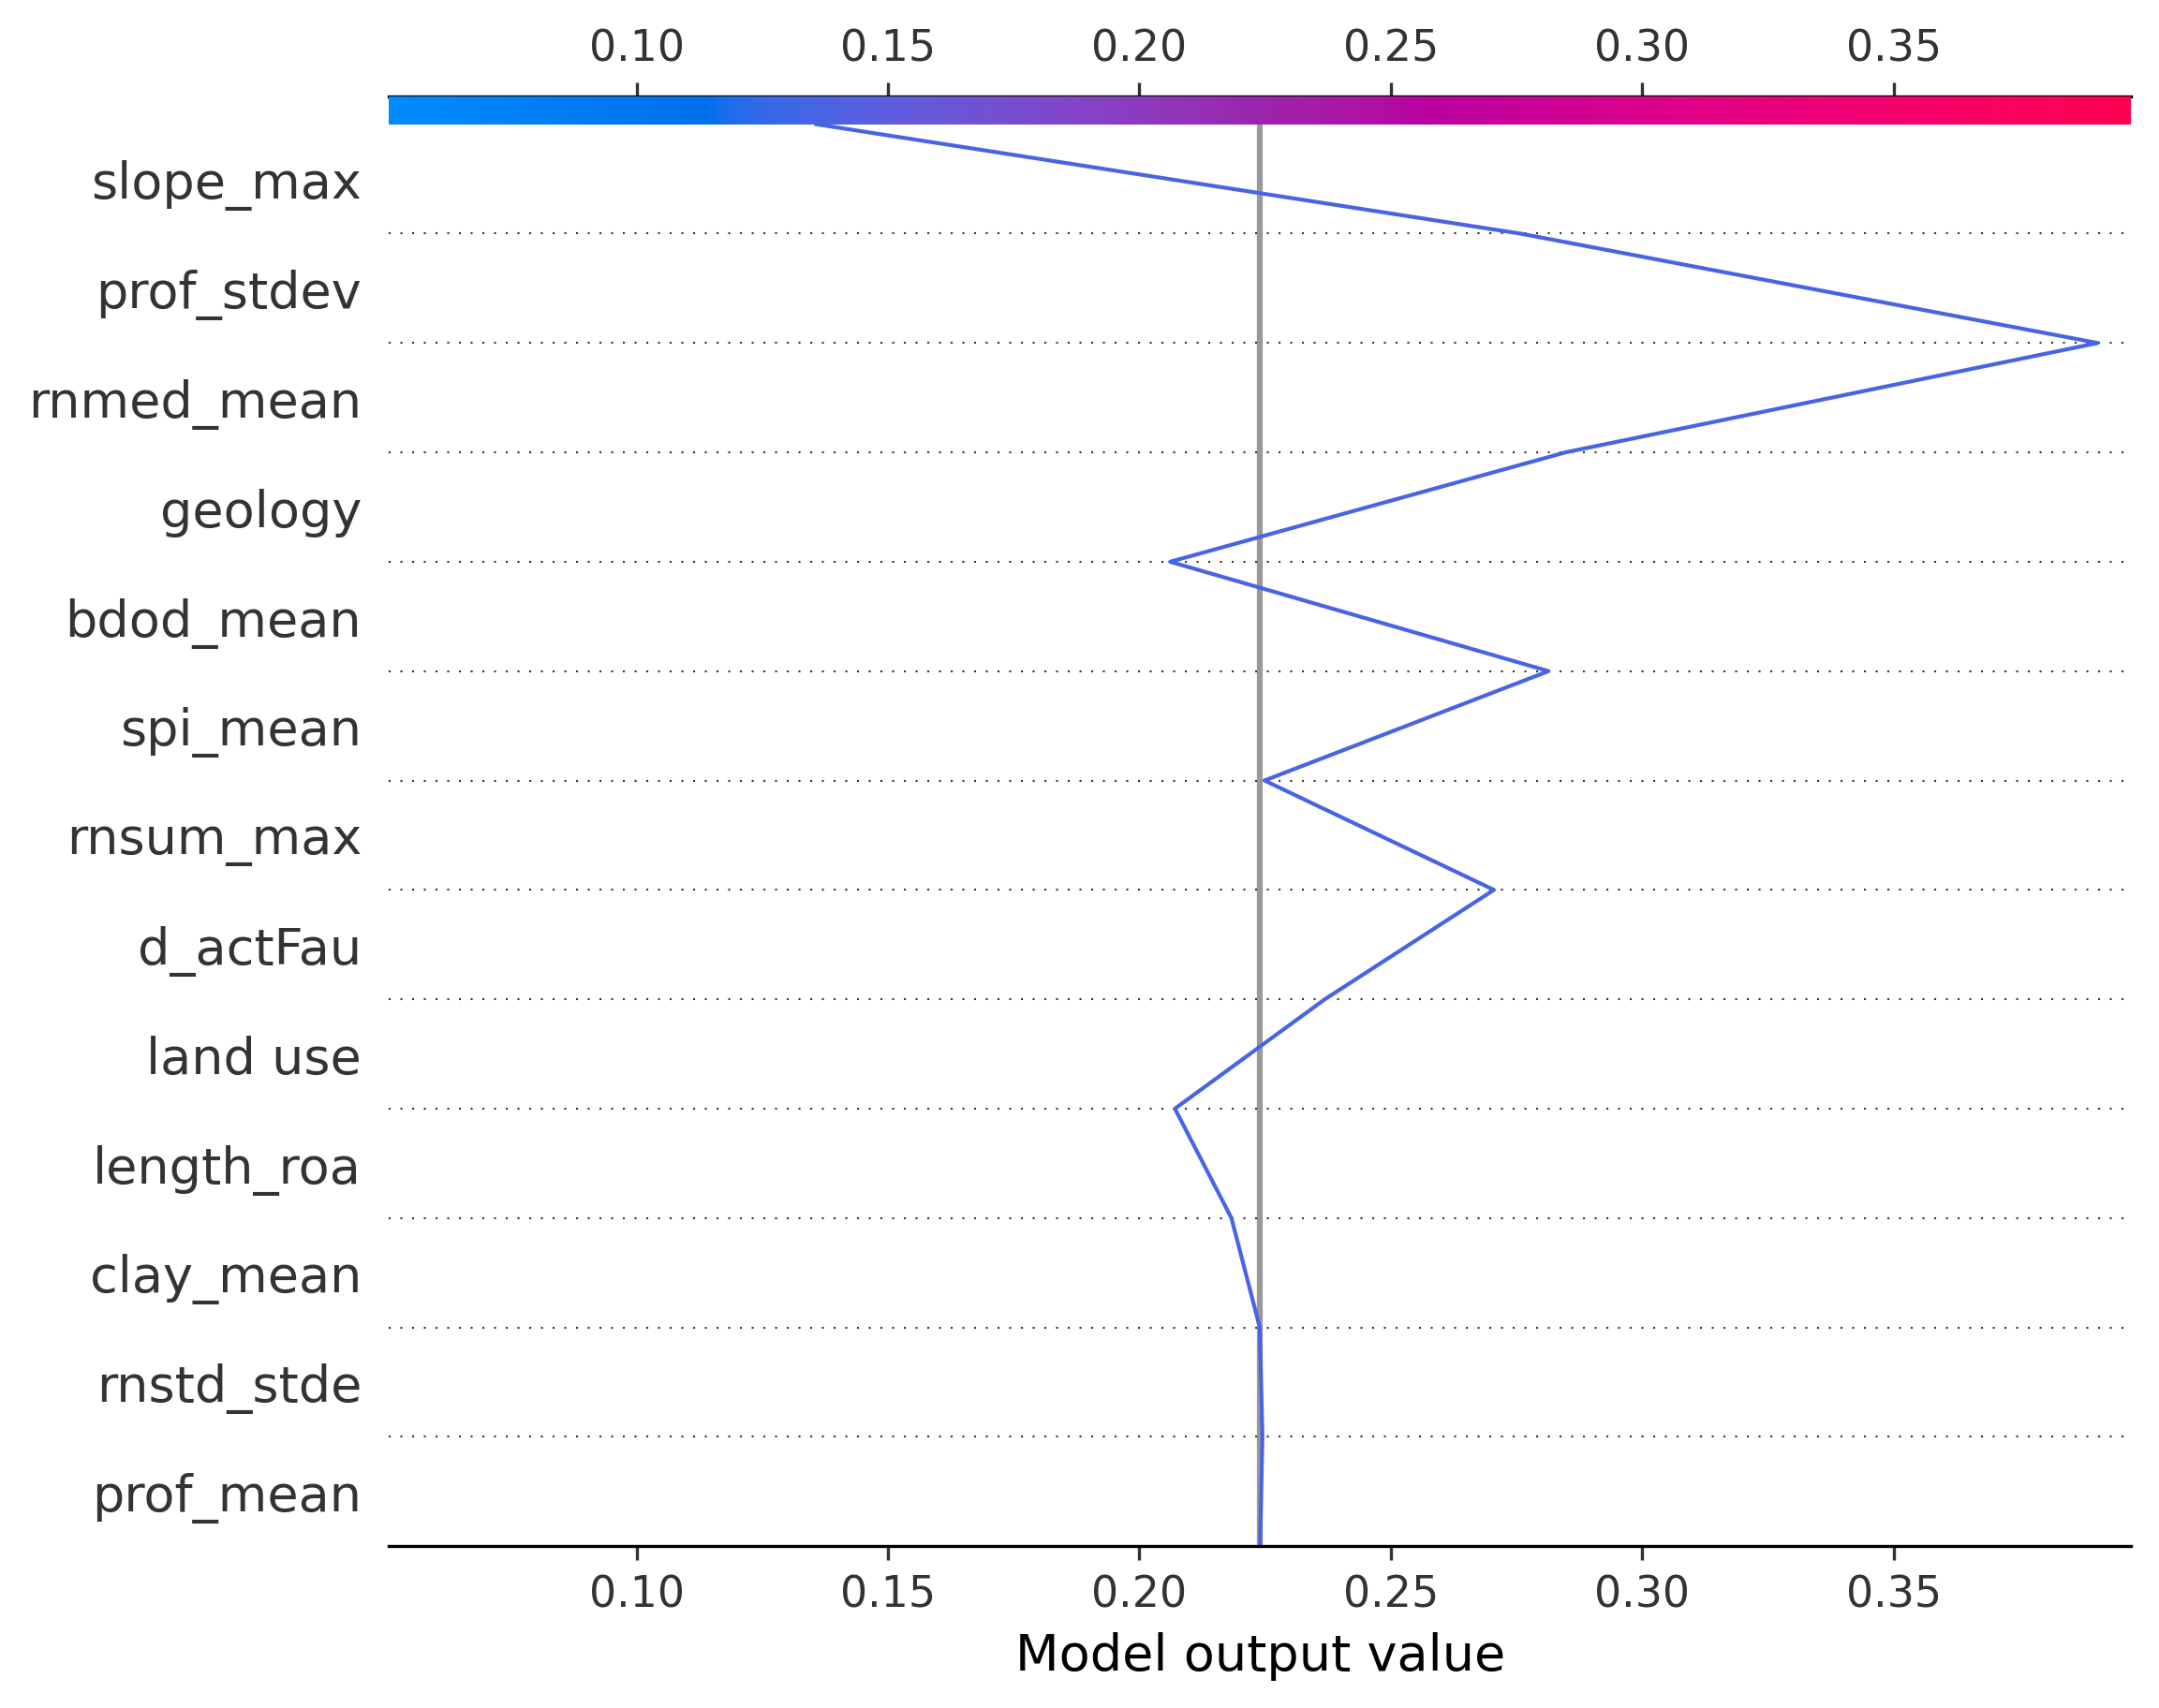 0.10 0.15 0.20 0.25 0.30 0.35
slope_max
prof_stdev
rnmed_mean
geology
bdod_mean
spi_mean
rnsum_max
d_actFau
land use
length_roa
clay_mean
rnstd_stde
prof_mean
0.10 0.15 0.20 0.25 0.30 0.35
Model output value